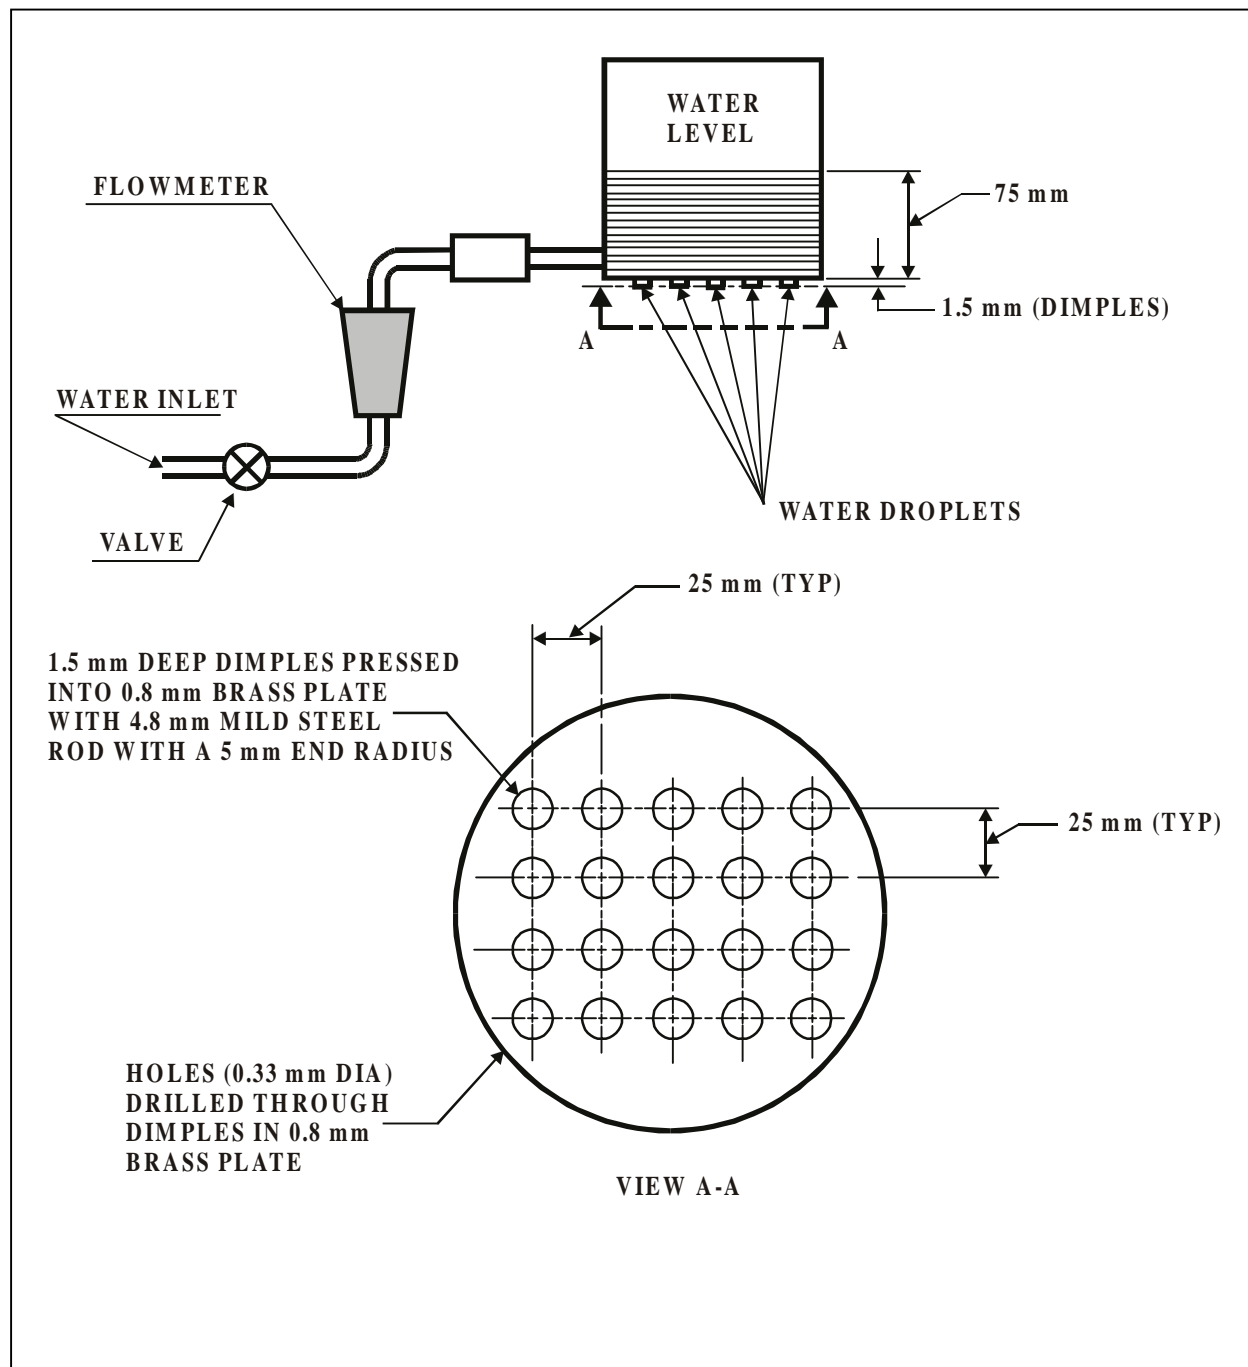 WATER
LEVEL
FLOWMETER
75 mm
1.5 mm (DIMPLES)
A
A
WATER INLET
WATER DROPLETS
VALVE
25 mm (TYP)
1.5 mm DEEP DIMPLES PRESSED
INTO 0.8 mm BRASS PLATE
WITH 4.8 mm MILD STEEL
ROD WITH A 5 mm END RADIUS
25 mm (TYP)
HOLES (0.33 mm DIA)
DRILLED THROUGH
DIMPLES IN 0.8 mm
BRASS PLATE
VIEW A-A